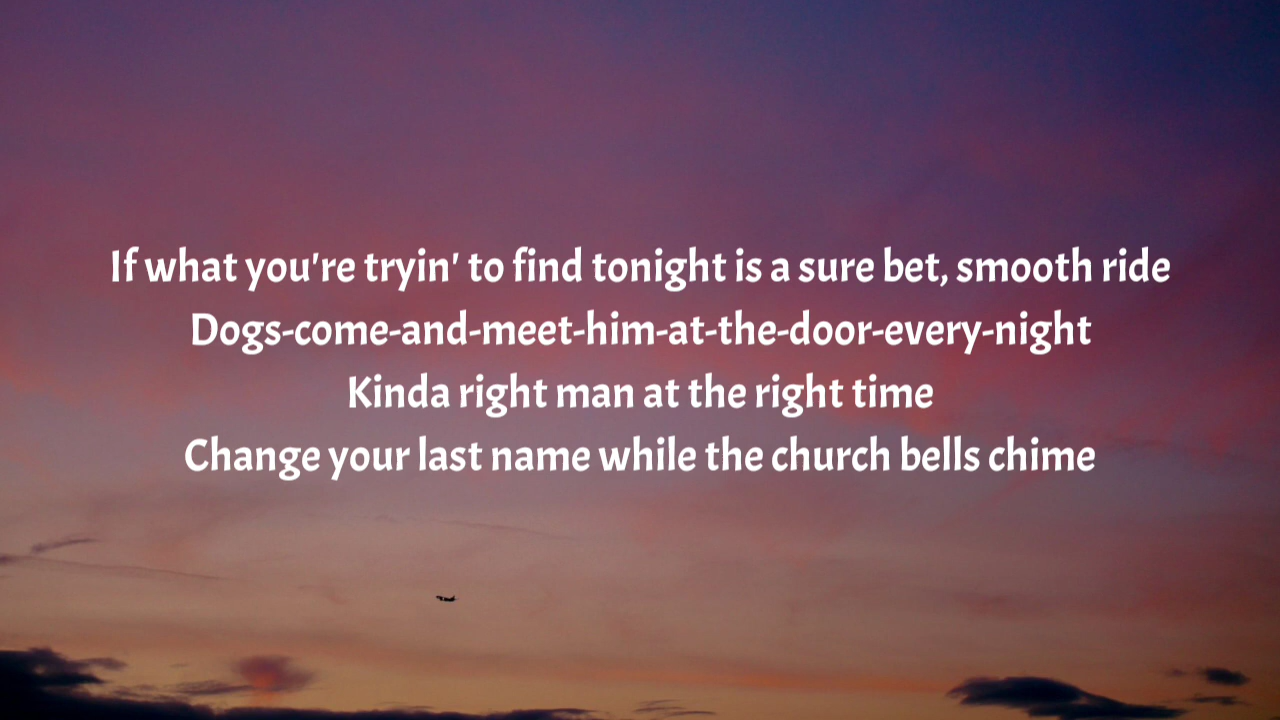 If what you're tryin' to find tonight is a sure bet, smooth ride
Dogs-come-and-meet-him-at-the-door-every-night
Kinda right man at the right time
Change your last name while the church bells chime